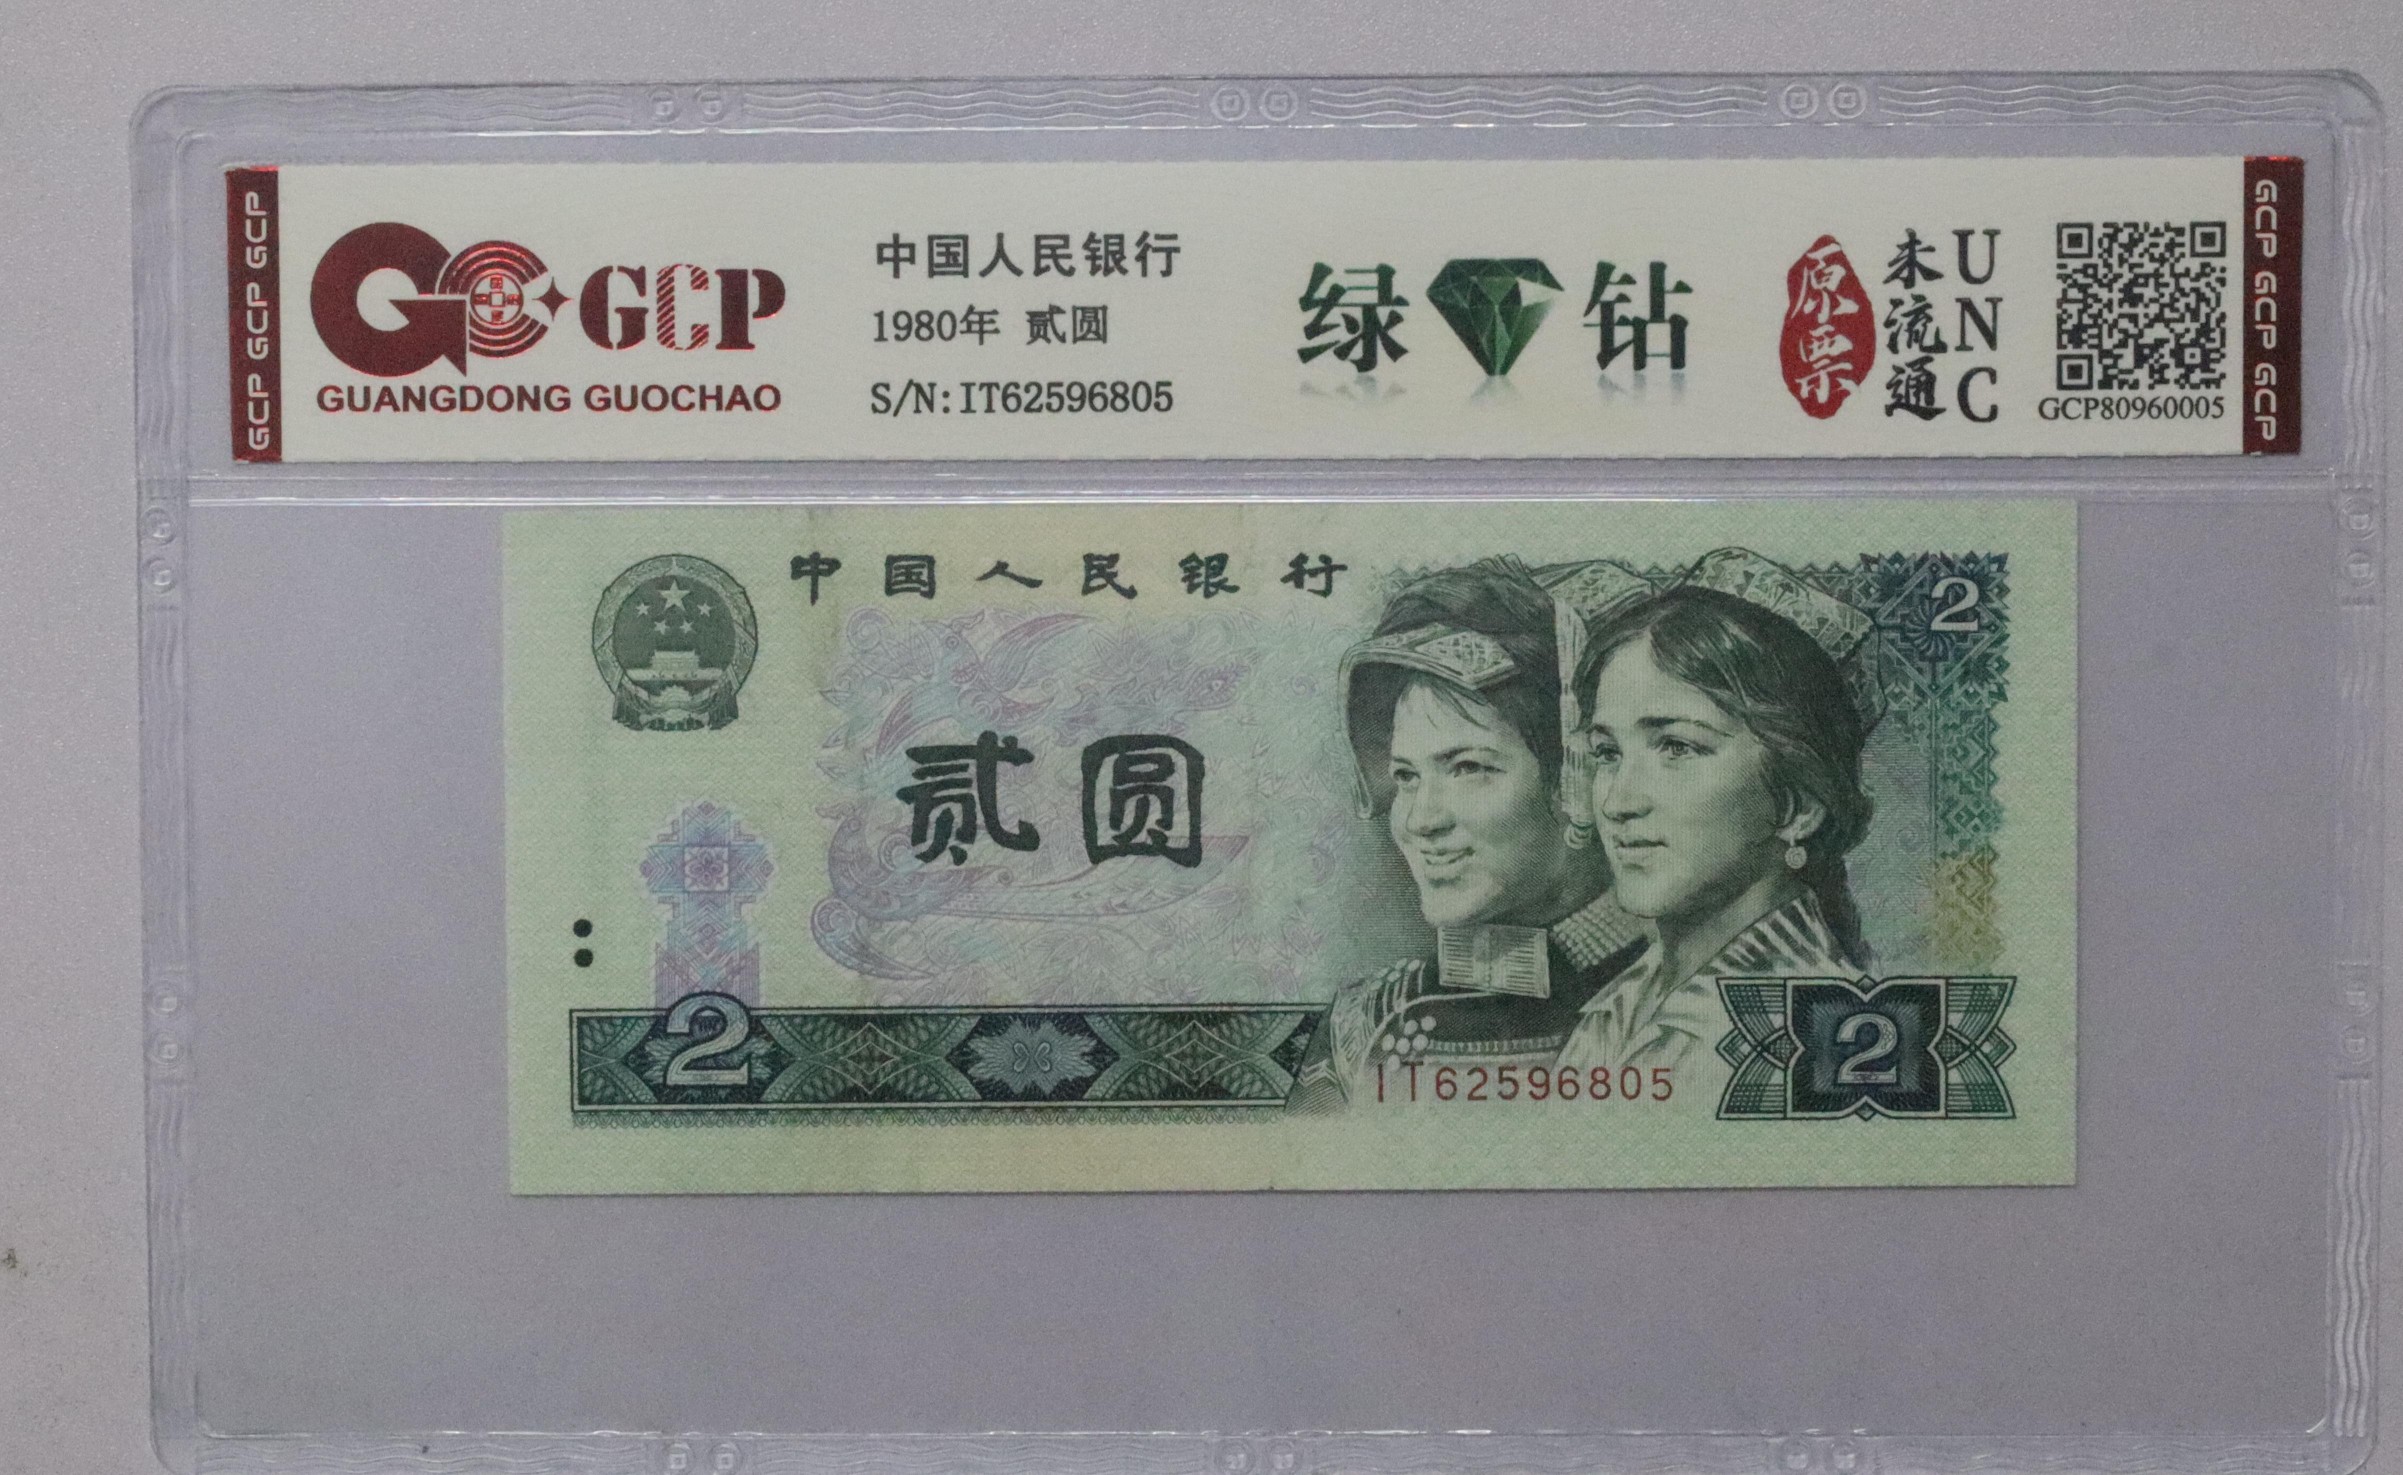 GCP GCP GCP
GCP
GUANGDONG GUOCHAO
中国人民银行
1980年 贰圆
S/N: IT62596805
绿钻
原票
未流通
UNC
GCP80960005
GCP GCP GCP
中国人民银行
2
贰圆
2
IT62596805
2